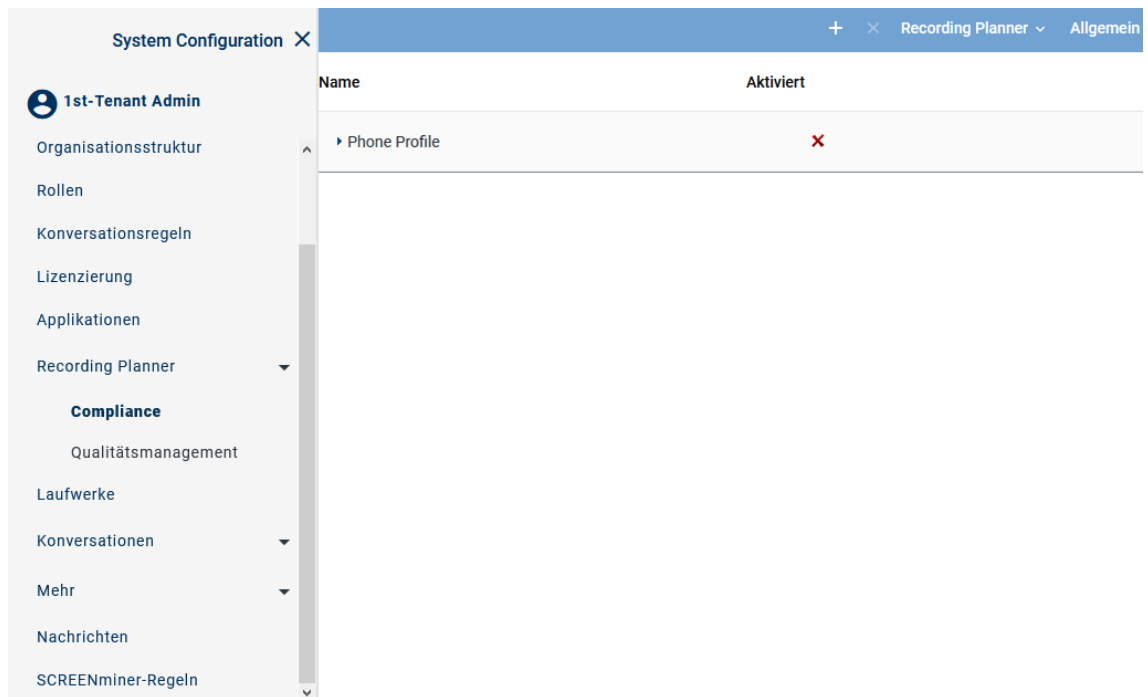 System Configuration
1st-Tenant Admin
Organisationsstruktur
Rollen
Konversationsregeln
Lizenzierung
Applikationen
Recording Planner
Compliance
Qualitätsmanagement
Laufwerke
Konversationen
Mehr
Nachrichten
SCREENminer-Regeln
Recording Planner Allgemein
Name Aktiviert
Phone Profile